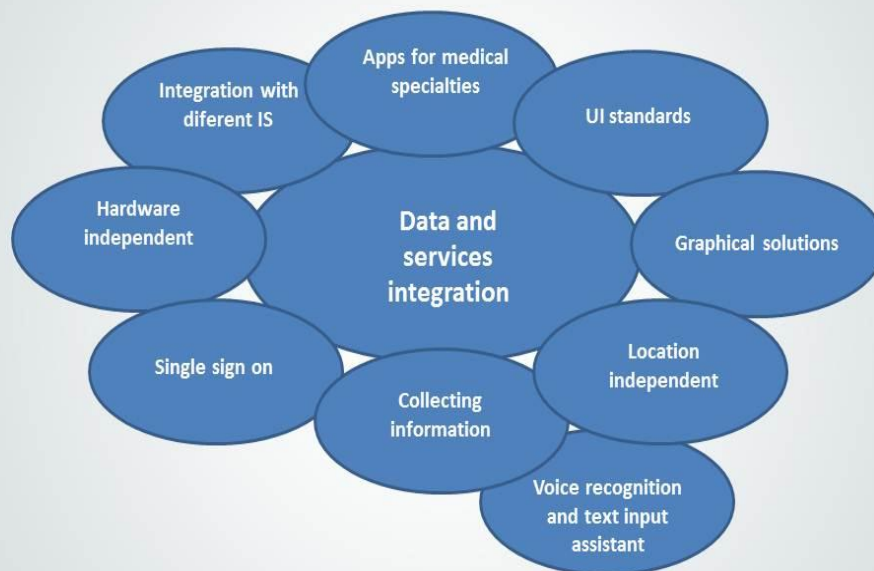 Apps for medical
specialties
Integration with
diferent IS
UI standards
Hardware
independent
Data and
services
integration
Graphical solutions
Single sign on
Location
independent
Collecting
information
Voice recognition
and text input
assistant